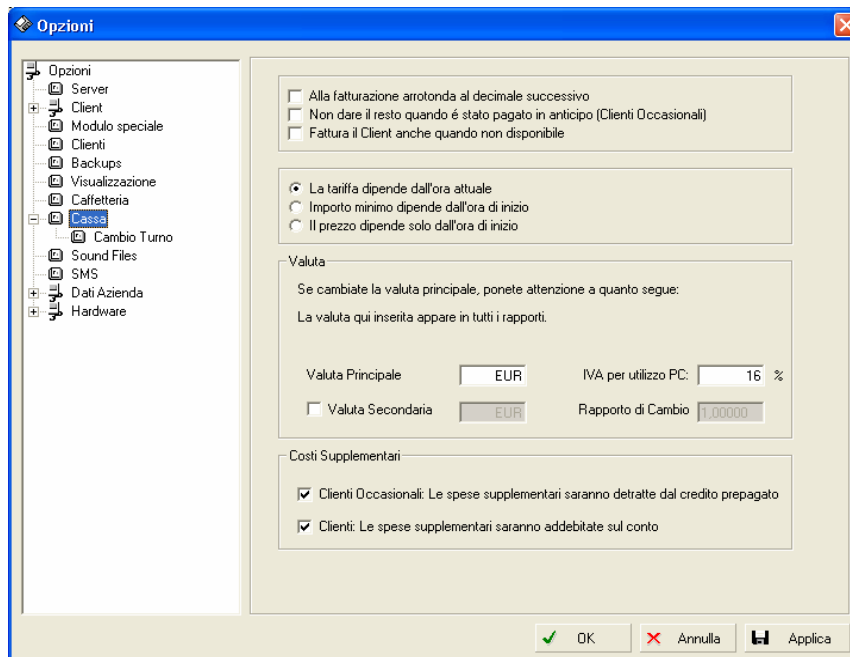 Opzioni
Opzioni
Server
Client
Modulo speciale
Clienti
Backups
Visualizzazione
Caffetteria
Cassa
Cambio Turno
Sound Files
SMS
Dati Azienda
Hardware
Alla fatturazione arrotonda al decimale successivo
Non dare il resto quando é stato pagato in anticipo (Clienti Occasionali)
Fattura il Client anche quando non disponibile
La tariffa dipende dall'ora attuale
Importo minimo dipende dall'ora di inizio
Il prezzo dipende solo dall'ora di inizio
Valuta
Se cambiate la valuta principale, ponete attenzione a quanto segue:
La valuta qui inserita appare in tutti i rapporti.
Valuta Principale EUR IVA per utilizzo PC: 16 %
Valuta Secondaria EUR Rapporto di Cambio 1,00000
Costi Supplementari
Clienti Occasionali: Le spese supplementari saranno detratte dal credito prepagato
Clienti: Le spese supplementari saranno addebitate sul conto
OK Annulla Applica